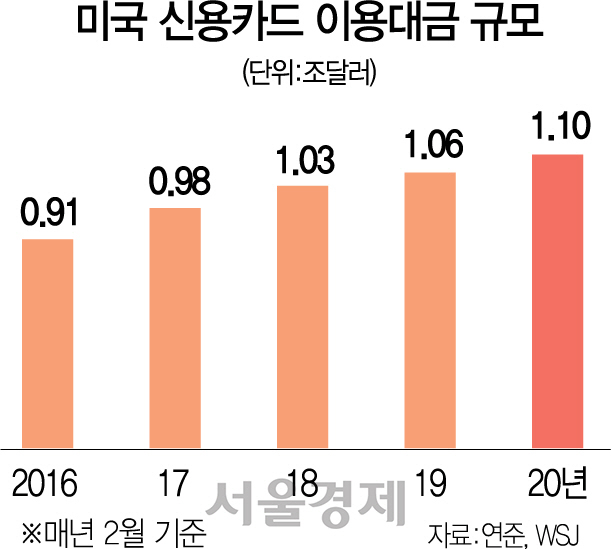 미국 신용카드 이용대금 규모
(단위:조달러)
0.91 0.98 1.03 1.06 1.10
2016 17 18 19 20년
서울경제
※매년 2월 기준 자료:연준, WSJ